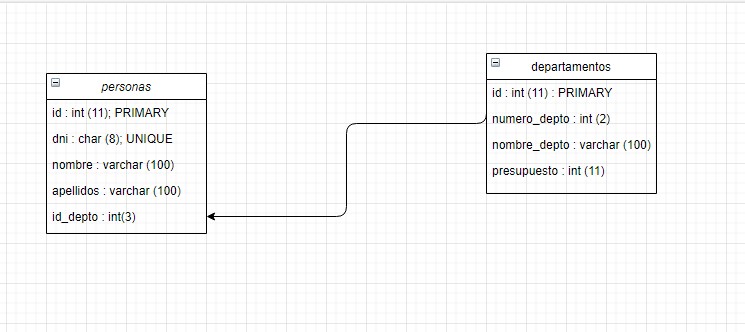 personas
id : int (11); PRIMARY
dni : char (8); UNIQUE
nombre : varchar (100)
apellidos : varchar (100)
id_depto : int(3)
departamentos
id : int (11) : PRIMARY
numero_depto : int (2)
nombre_depto : varchar (100)
presupuesto : int (11)